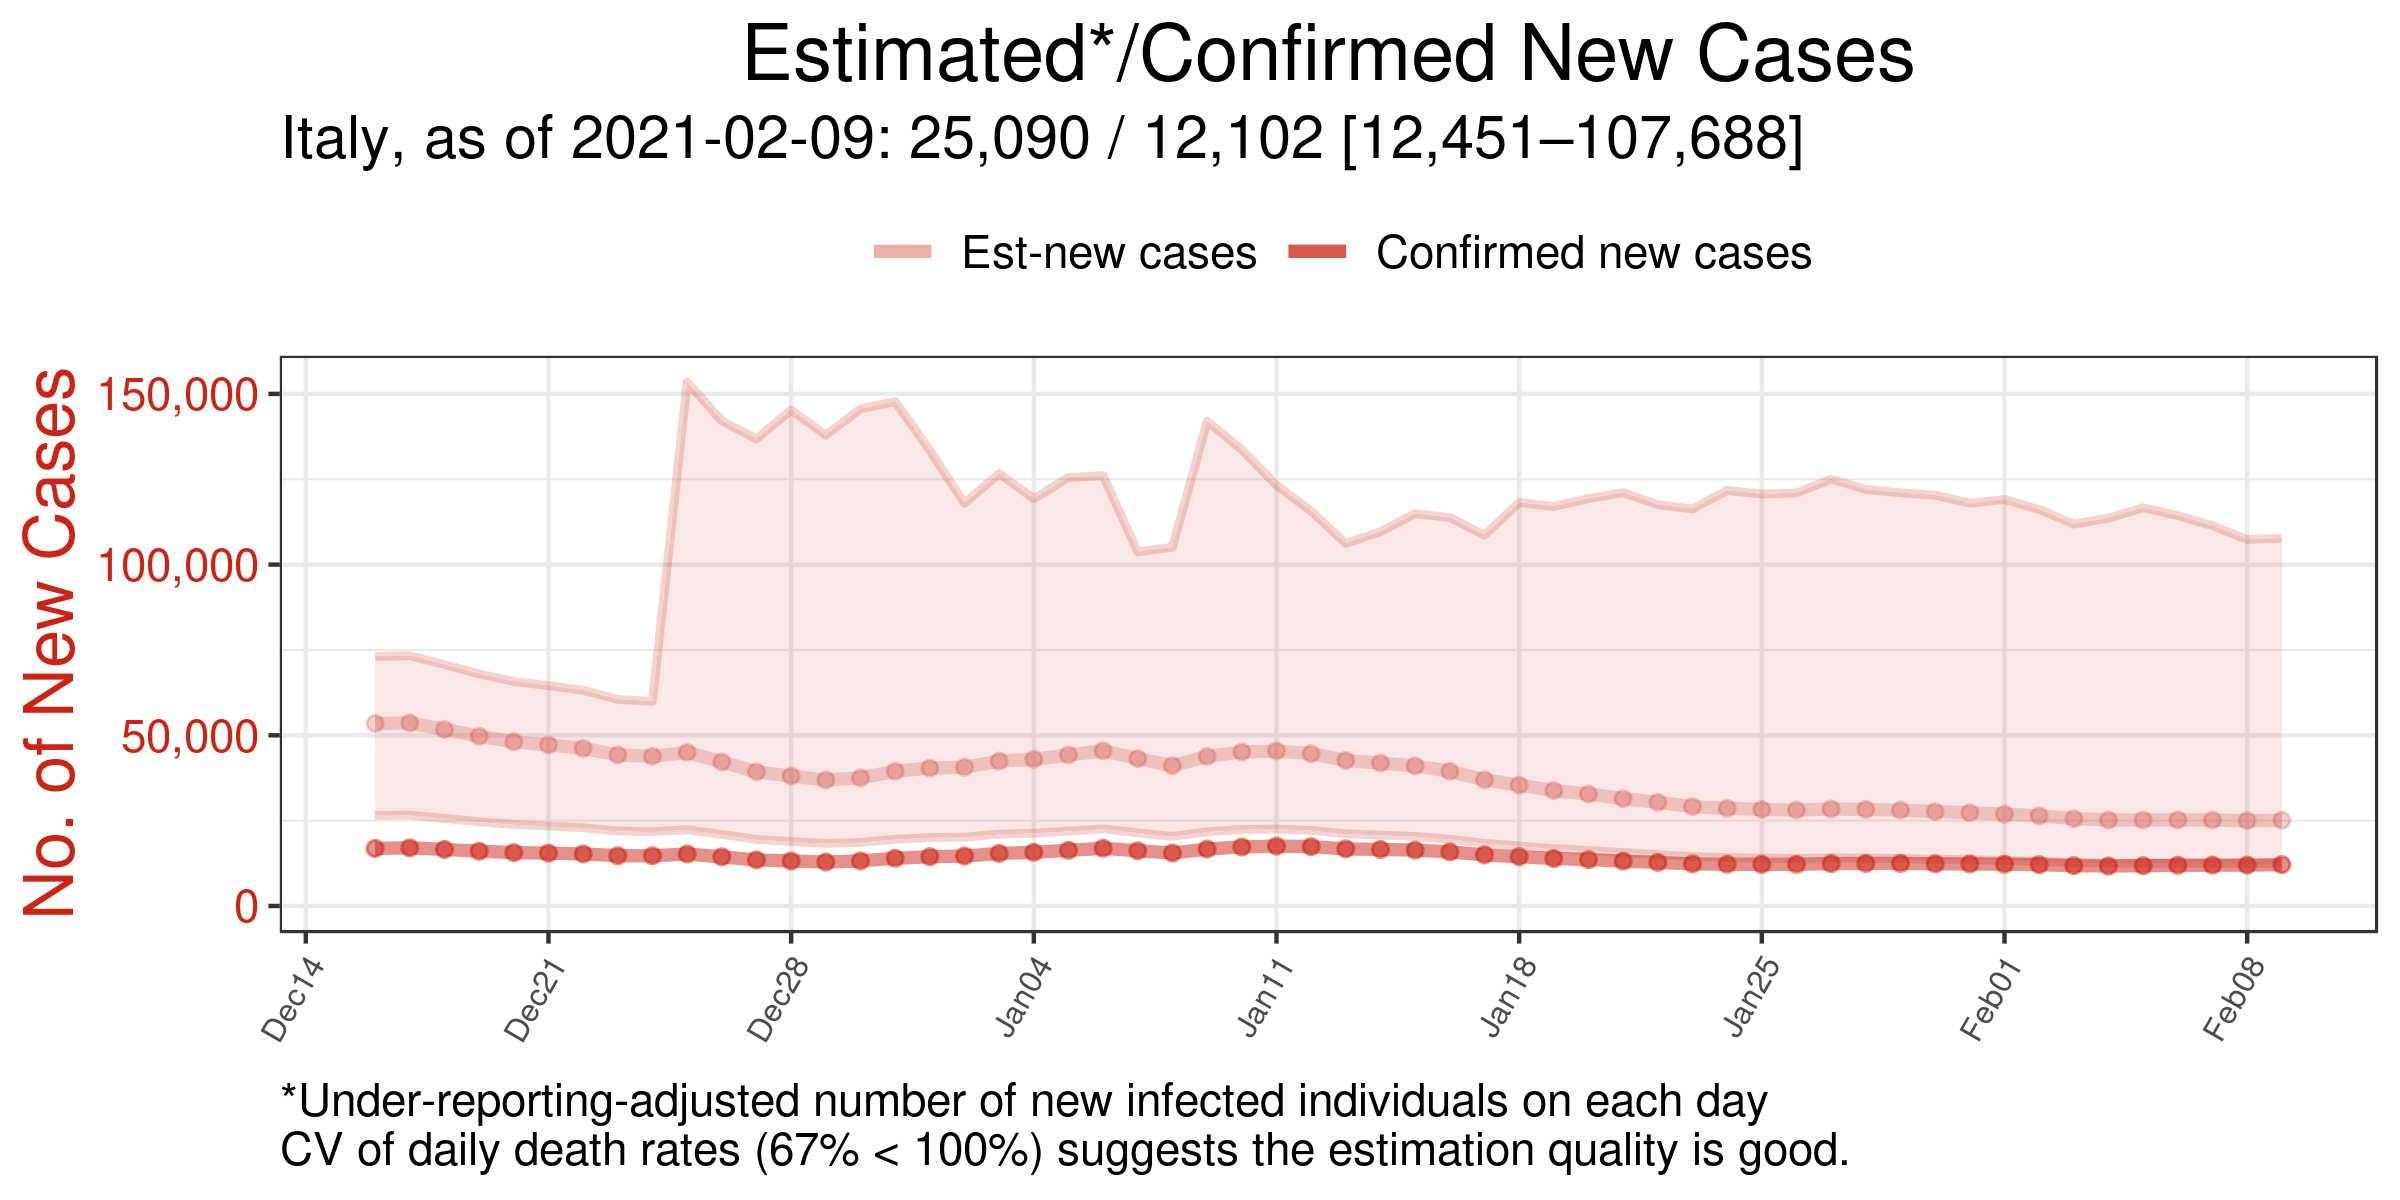 Estimated*/Confirmed New Cases
Italy, as of 2021-02-09: 25,090 / 12,102 [12,451–107,688]
Est-new cases
Confirmed new cases
No. of New Cases
150,000
100,000
50,000
0
Dec14
Dec21
Dec28
Jan04
Jan11
Jan18
Jan25
Feb01
Feb08
*Under-reporting-adjusted number of new infected individuals on each day
CV of daily death rates (67% < 100%) suggests the estimation quality is good.